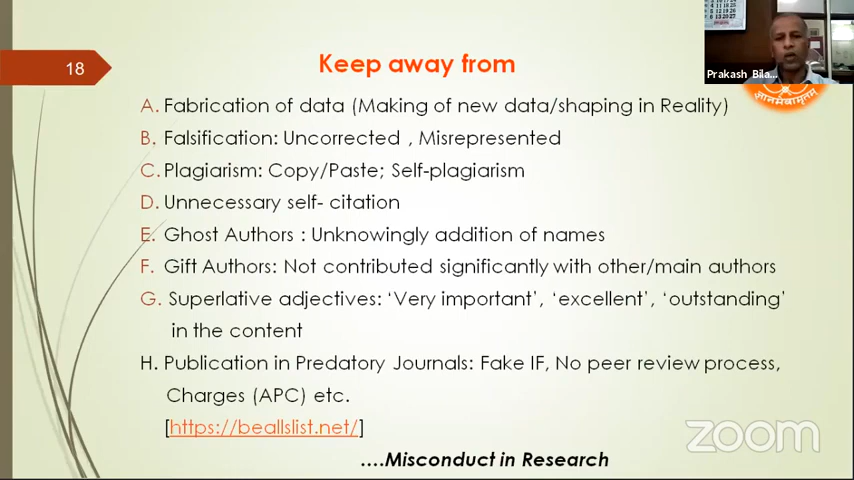 18
Keep away from
Prakash Bila...
ज्ञानमेवामृतम्
A. Fabrication of data (Making of new data/shaping in Reality)
B. Falsification: Uncorrected , Misrepresented
C. Plagiarism: Copy/Paste; Self-plagiarism
D. Unnecessary self- citation
E. Ghost Authors : Unknowingly addition of names
F. Gift Authors: Not contributed significantly with other/main authors
G. Superlative adjectives: ‘Very important’, ‘excellent’, ‘outstanding’
in the content
H. Publication in Predatory Journals: Fake IF, No peer review process,
Charges (APC) etc.
[https://beallslist.net/]
zoom
....Misconduct in Research